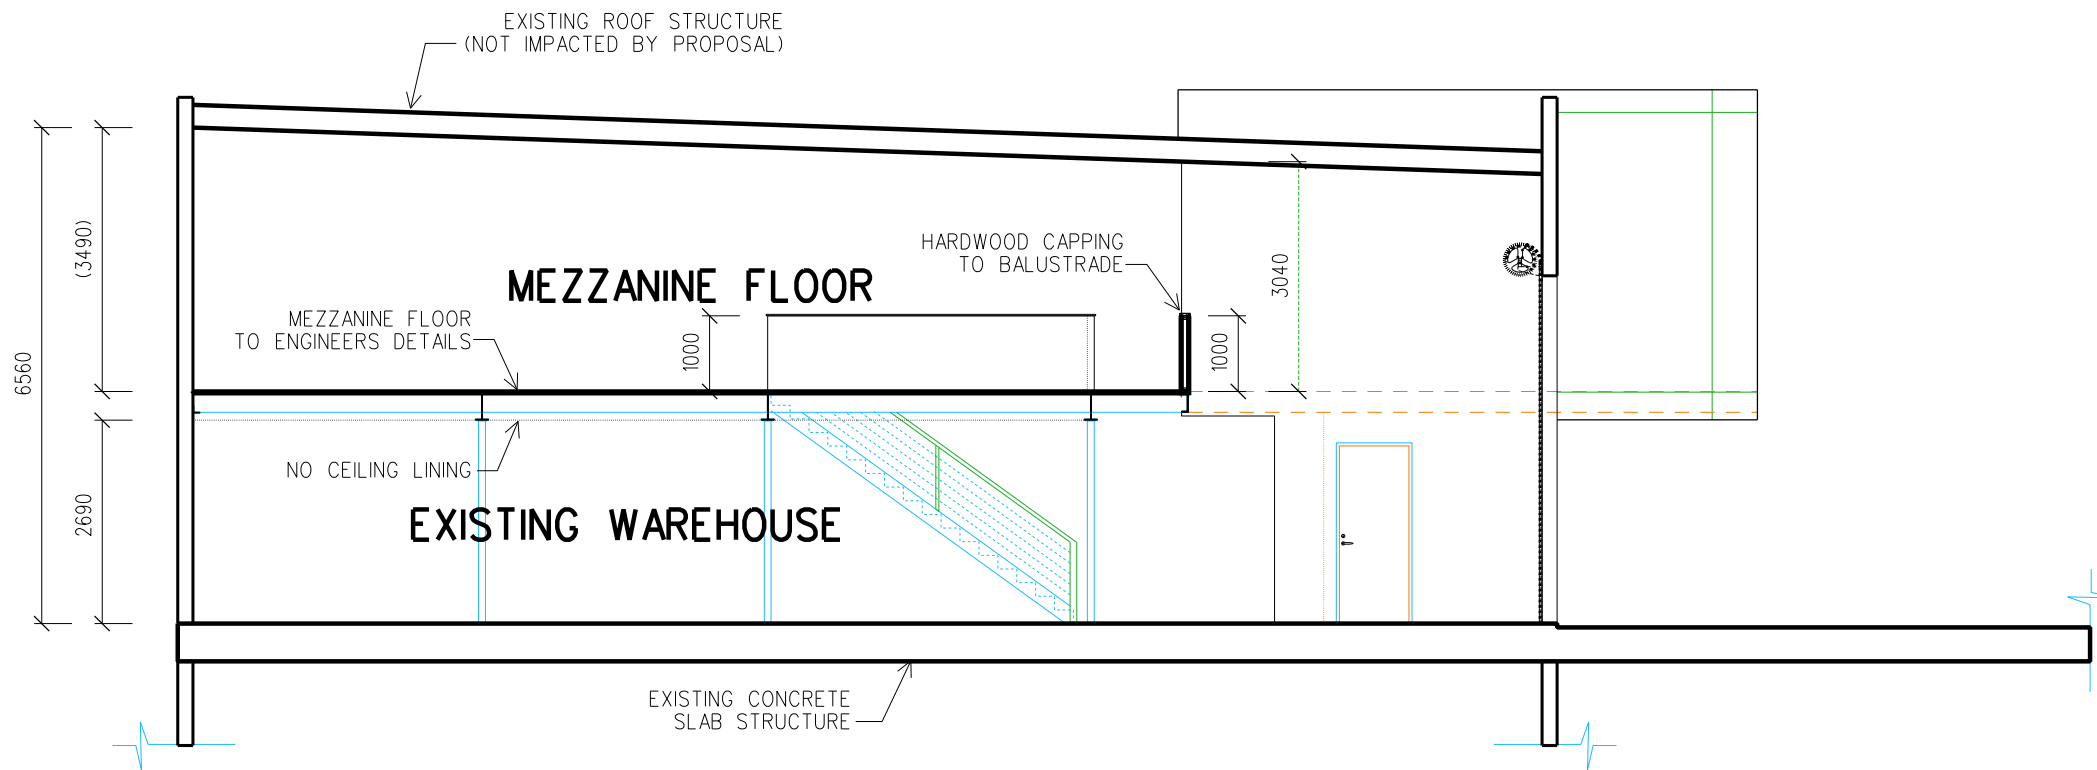 EXISTING ROOF STRUCTURE
(NOT IMPACTED BY PROPOSAL)
(3490)
HARDWOOD CAPPING
TO BALUSTRADE
3040
MEZZANINE FLOOR
MEZZANINE FLOOR
TO ENGINEERS DETAILS
1000
1000
6560
NO CEILING LINING
2690
EXISTING WAREHOUSE
EXISTING CONCRETE
SLAB STRUCTURE